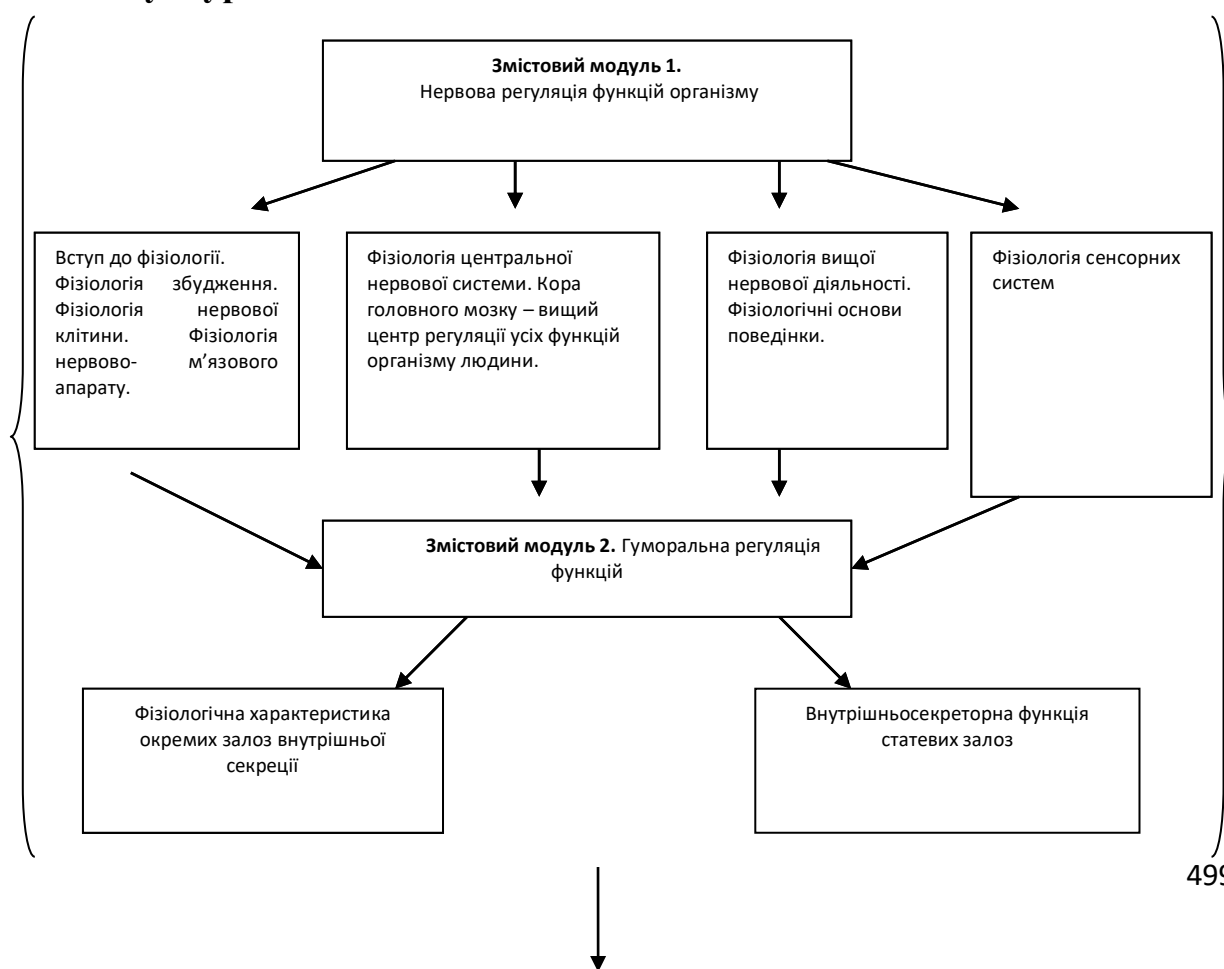 Змістовий модуль 1.
Нервова регуляція функцій організму
Вступ до фізіології.
Фізіологія збудження.
Фізіологія нервової
клітини. Фізіологія
нервово- м’язового
апарату.
Фізіологія центральної
нервової системи. Кора
головного мозку – вищий
центр регуляції усіх функцій
організму людини.
Фізіологія вищої
нервової діяльності.
Фізіологічні основи
поведінки.
Фізіологія сенсорних
систем
Змістовий модуль 2. Гуморальна регуляція
функцій
Фізіологічна характеристика
окремих залоз внутрішньої
секреції
Внутрішньосекреторна функція
статевих залоз
499